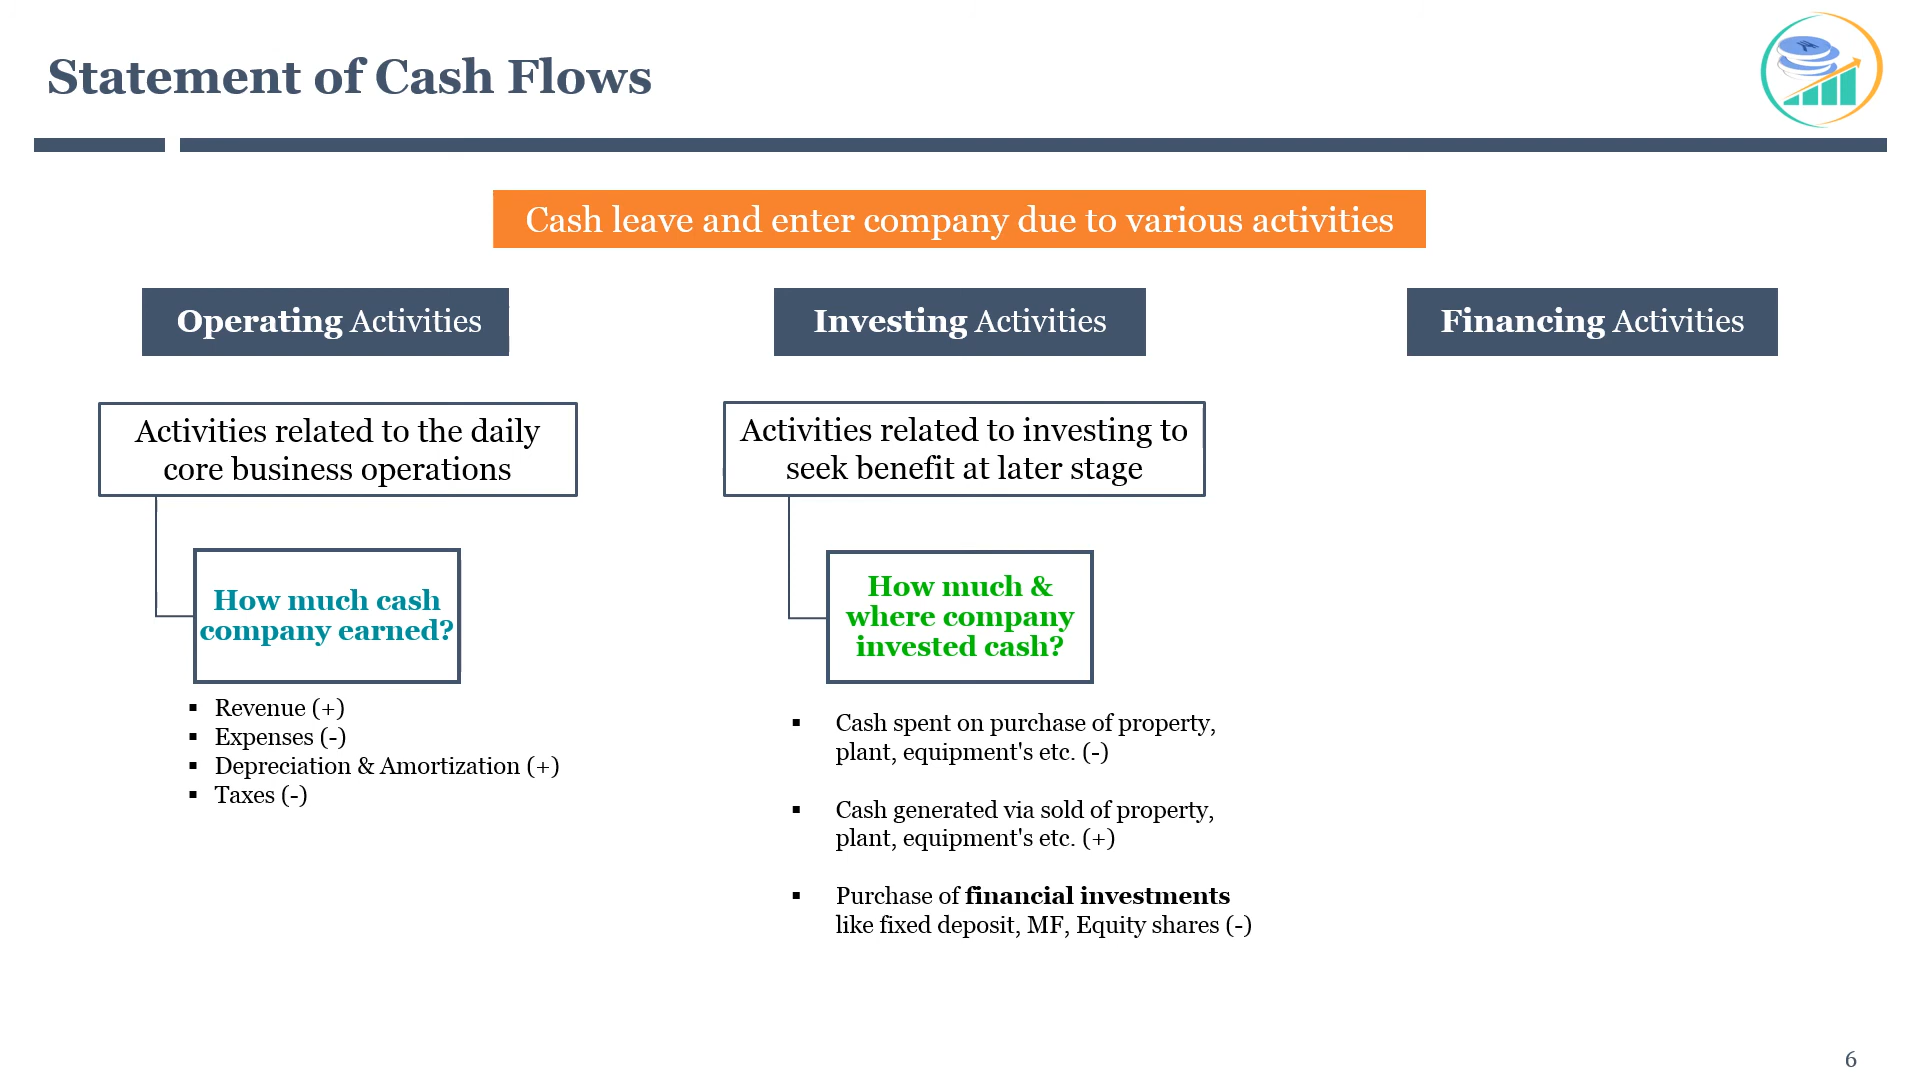 Statement of Cash Flows
Cash leave and enter company due to various activities
Operating Activities
Investing Activities
Financing Activities
Activities related to the daily
core business operations
Activities related to investing to
seek benefit at later stage
How much cash
company earned?
How much &
where company
invested cash?
▪ Revenue (+)
▪ Expenses (-)
▪ Depreciation & Amortization (+)
▪ Taxes (-)
▪ Cash spent on purchase of property,
plant, equipment's etc. (-)
▪ Cash generated via sold of property,
plant, equipment's etc. (+)
▪ Purchase of financial investments
like fixed deposit, MF, Equity shares (-)
6